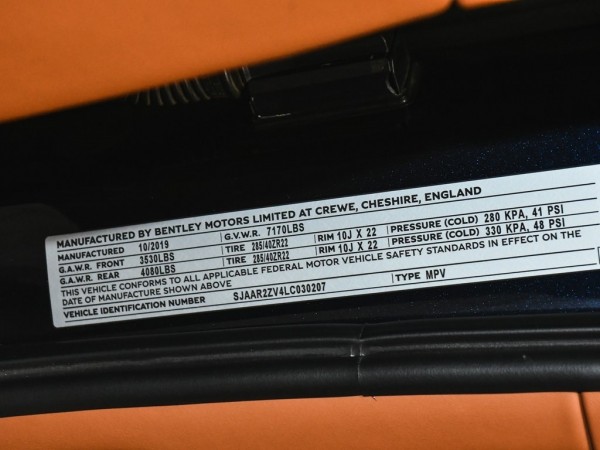 MANUFACTURED BY BENTLEY MOTORS LIMITED AT CREWE, CHESHIRE, ENGLAND
MANUFACTURED 10/2019 G.V.W.R. 7170LBS
G.A.W.R. FRONT 3530LBS TIRE 285/40ZR22 RIM 10J X 22 PRESSURE (COLD) 280 KPA, 41 PSI
G.A.W.R. REAR 4080LBS TIRE 285/40ZR22 RIM 10J X 22 PRESSURE (COLD) 330 KPA, 48 PSI
THIS VEHICLE CONFORMS TO ALL APPLICABLE FEDERAL MOTOR VEHICLE SAFETY STANDARDS IN EFFECT ON THE
DATE OF MANUFACTURE SHOWN ABOVE
VEHICLE IDENTIFICATION NUMBER SJAAR2ZV4LC030207 TYPE MPV